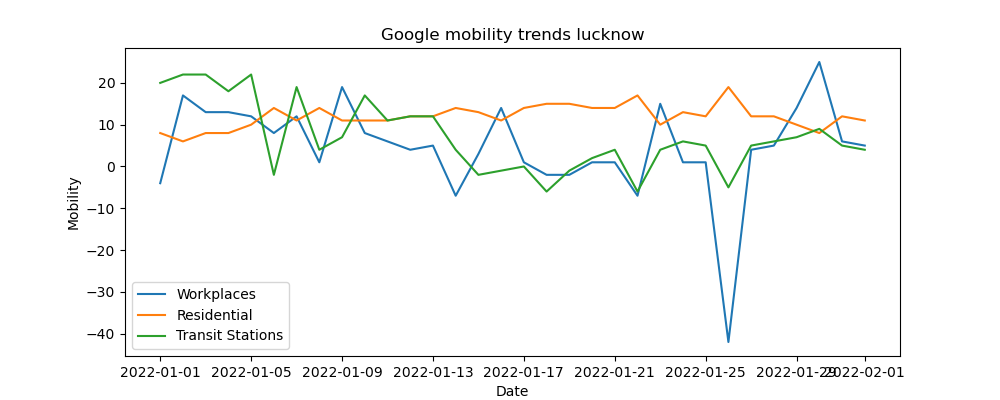 Google mobility trends lucknow
20
10
0
−10
−20
−30
−40
Mobility
Workplaces
Residential
Transit Stations
2022-01-01 2022-01-05 2022-01-09 2022-01-13 2022-01-17 2022-01-21 2022-01-25 2022-01-29 2022-02-01
Date